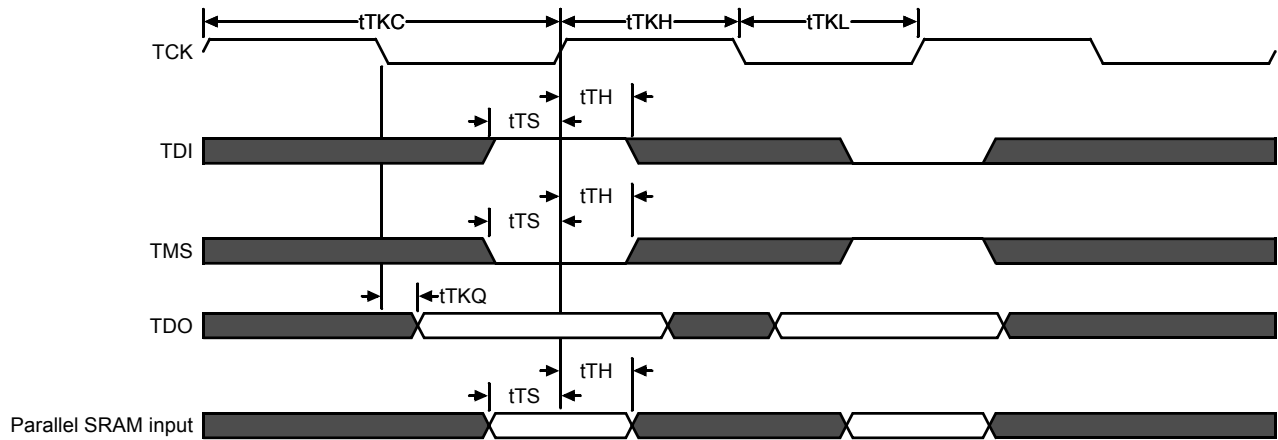 tTKC
tTKH
tTKL
TCK
tTH
tTS
TDI
tTH
tTS
TMS
tTKQ
TDO
tTH
tTS
Parallel SRAM input